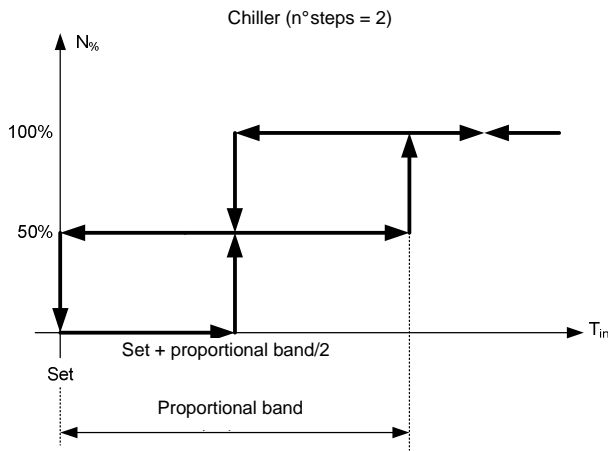 Chiller (n°steps = 2)
N%
100%
50%
Tin
Set + proportional band/2
Set
Proportional band